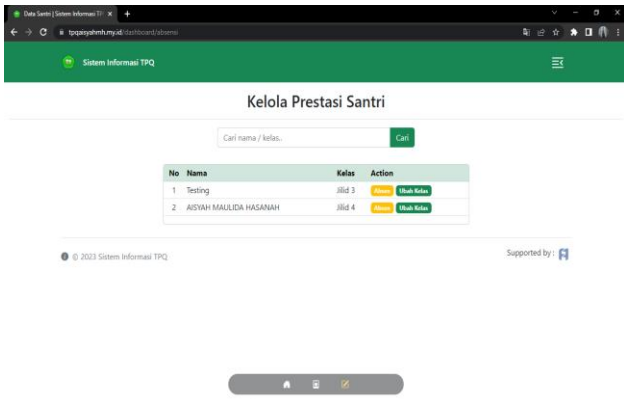 Data Santri | Sistem Informasi TP
tpqaisyahmh.my.id/dashboard/absensi
Sistem Informasi TPQ
Kelola Prestasi Santri
Cari nama / kelas.. Cari
No Nama Kelas Action
1 Testing Jilid 3 Absen Ubah Kelas
2 AISYAH MAULIDA HASANAH Jilid 4 Absen Ubah Kelas
© 2023 Sistem Informasi TPQ Supported by :